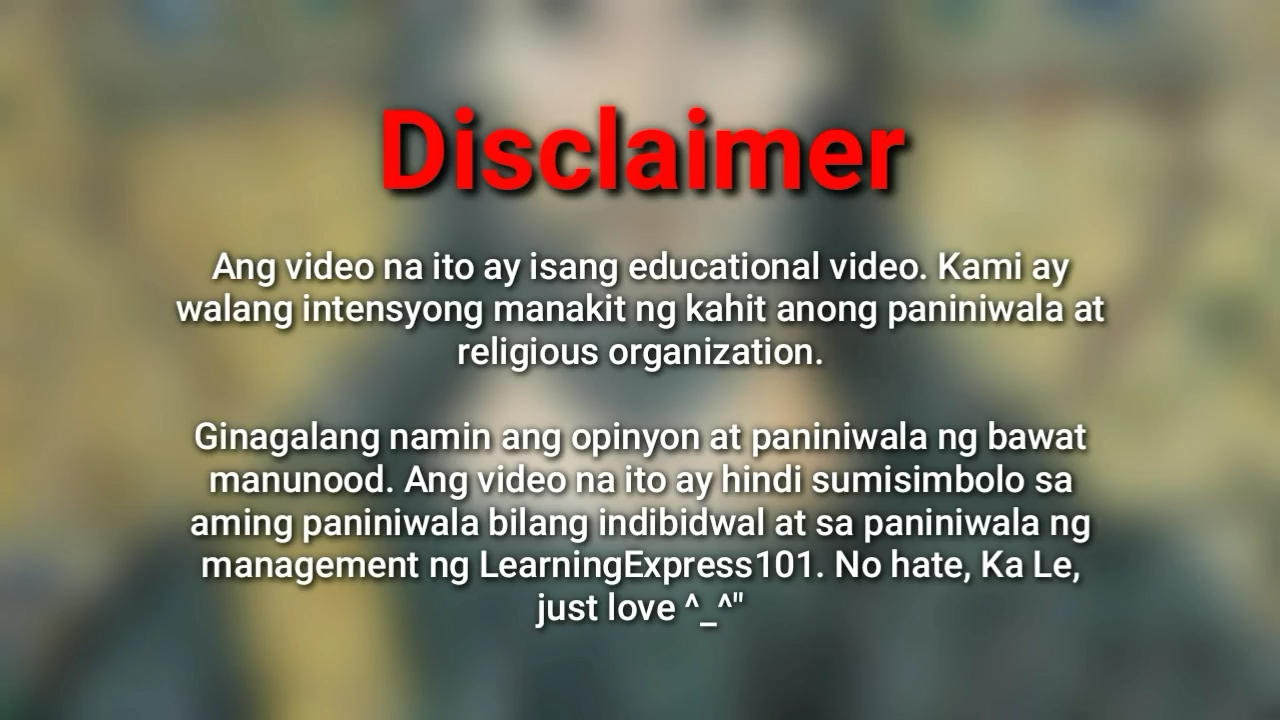 Disclaimer
Ang video na ito ay isang educational video. Kami ay
walang intensyong manakit ng kahit anong paniniwala at
religious organization.
Ginagalang namin ang opinyon at paniniwala ng bawat
manunood. Ang video na ito ay hindi sumisimbolo sa
aming paniniwala bilang indibidwal at sa paniniwala ng
management ng LearningExpress101. No hate, Ka Le,
just love ^_^"